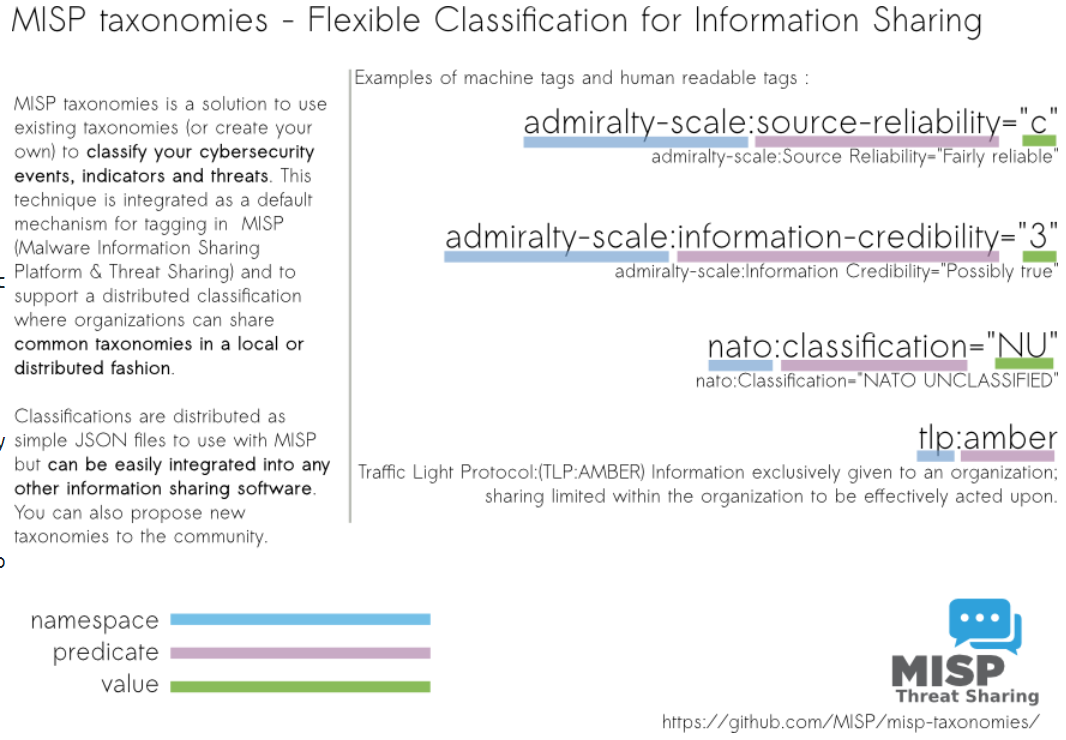 MISP taxonomies - Flexible Classification for Information Sharing
MISP taxonomies is a solution to use
existing taxonomies (or create your
own) to classify your cybersecurity
events, indicators and threats. This
technique is integrated as a default
mechanism for tagging in MISP
(Malware Information Sharing
Platform & Threat Sharing) and to
support a distributed classification
where organizations can share
common taxonomies in a local or
distributed fashion.
Classifications are distributed as
simple JSON files to use with MISP
but can be easily integrated into any
other information sharing software.
You can also propose new
taxonomies to the community.
Examples of machine tags and human readable tags :
admiralty-scale:source-reliability="c"
admiralty-scale:Source Reliability="Fairly reliable"
admiralty-scale:information-credibility="3"
admiralty-scale:Information Credibility="Possibly true"
nato:classification="NU"
nato:Classification="NATO UNCLASSIFIED"
tlp:amber
Traffic Light Protocol:(TLP:AMBER) Information exclusively given to an organization;
sharing limited within the organization to be effectively acted upon.
namespace
predicate
value
MISP
Threat Sharing
https://github.com/MISP/misp-taxonomies/